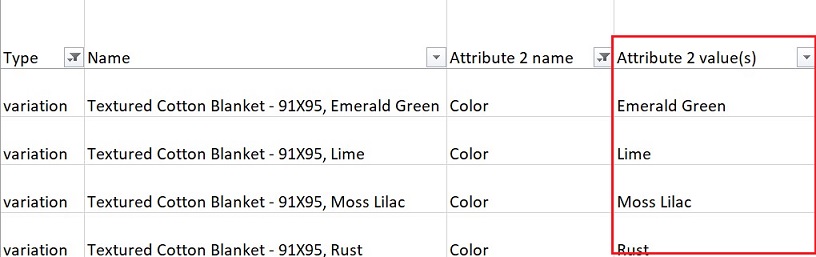 Type Name Attribute 2 name Attribute 2 value(s)
variation Textured Cotton Blanket - 91X95, Emerald Green Color Emerald Green
variation Textured Cotton Blanket - 91X95, Lime Color Lime
variation Textured Cotton Blanket - 91X95, Moss Lilac Color Moss Lilac
variation Textured Cotton Blanket - 91X95, Rust Color Rust